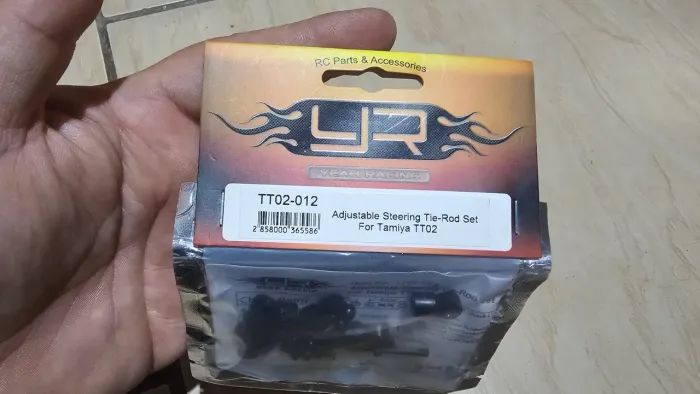 RC Parts & Accessories
YR
YEAH RACING
TT02-012
Adjustable Steering Tie-Rod Set
For Tamiya TT02
2 858000 365586